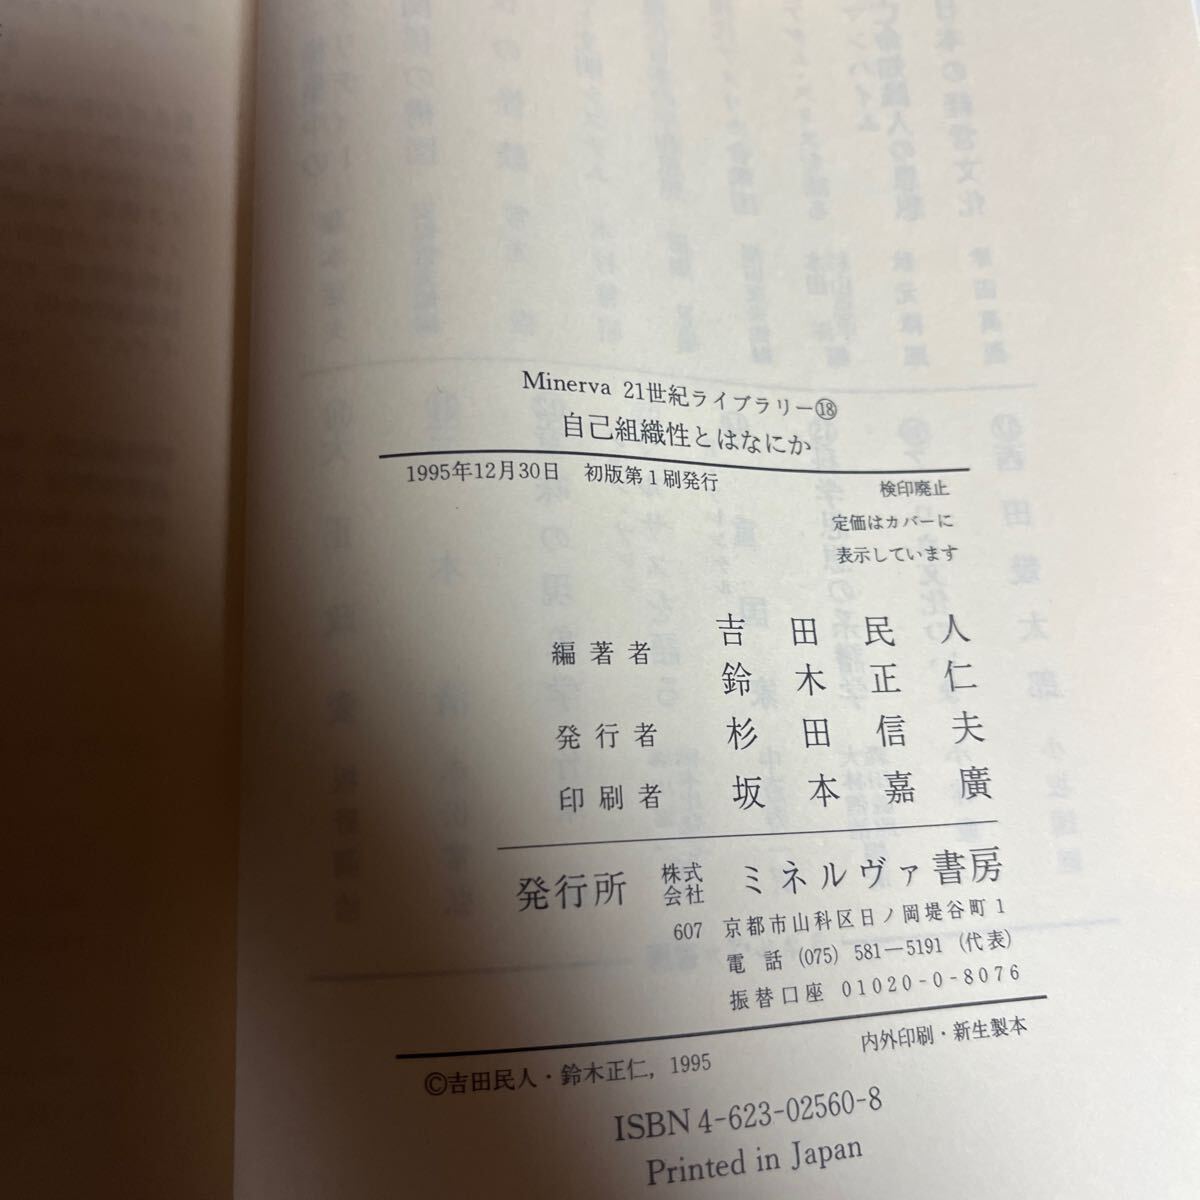 Minerva 21世紀ライブラリー⑱
自己組織性とはなにか
1995年12月30日 初版第1刷発行
検印廃止
定価はカバーに
表示しています
編著者 吉田民人
鈴木正仁
発行者 杉田信夫
印刷者 坂本嘉廣
発行所 株式会社 ミネルヴァ書房
607 京都市山科区日ノ岡堤谷町1
電話 (075) 581―5191 (代表)
振替口座 01020-0-8076
内外印刷・新生製本
©吉田民人・鈴木正仁, 1995
ISBN4-623-02560-8
Printed in Japan